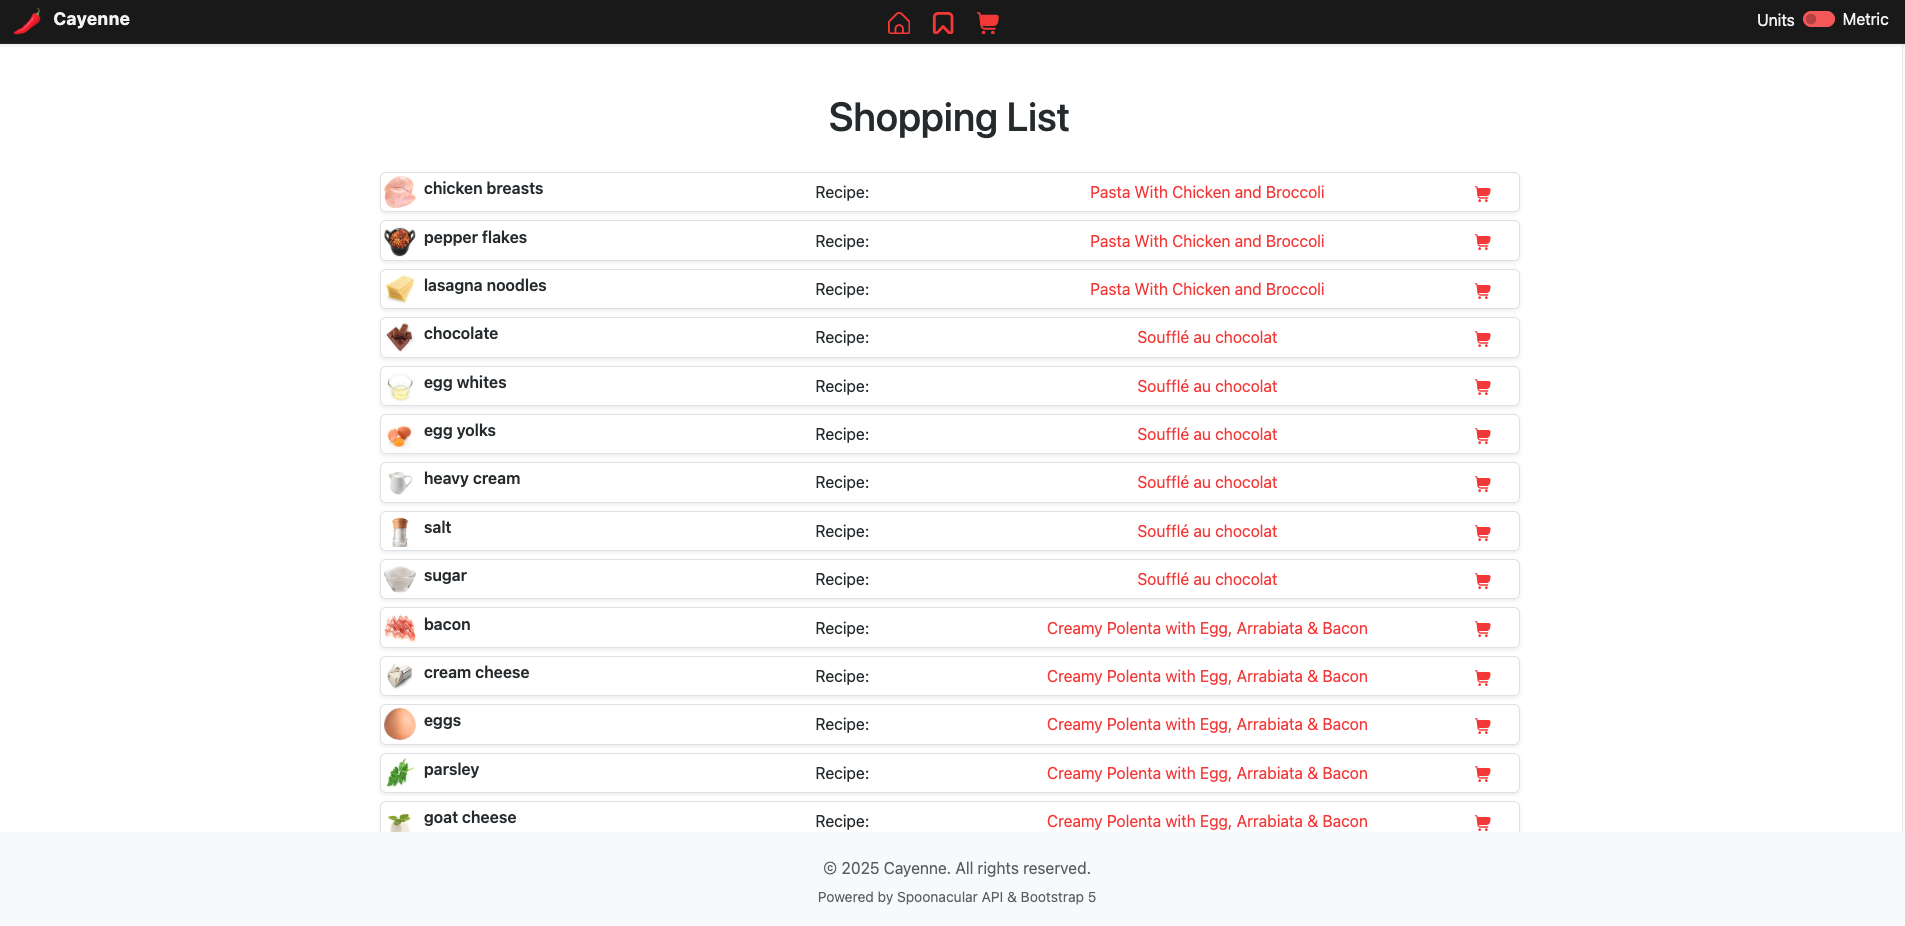 Cayenne
Units Metric
Shopping List
chicken breasts Recipe: Pasta With Chicken and Broccoli
pepper flakes Recipe: Pasta With Chicken and Broccoli
lasagna noodles Recipe: Pasta With Chicken and Broccoli
chocolate Recipe: Soufflé au chocolat
egg whites Recipe: Soufflé au chocolat
egg yolks Recipe: Soufflé au chocolat
heavy cream Recipe: Soufflé au chocolat
salt Recipe: Soufflé au chocolat
sugar Recipe: Soufflé au chocolat
bacon Recipe: Creamy Polenta with Egg, Arrabiata & Bacon
cream cheese Recipe: Creamy Polenta with Egg, Arrabiata & Bacon
eggs Recipe: Creamy Polenta with Egg, Arrabiata & Bacon
parsley Recipe: Creamy Polenta with Egg, Arrabiata & Bacon
goat cheese Recipe: Creamy Polenta with Egg, Arrabiata & Bacon
© 2025 Cayenne. All rights reserved.
Powered by Spoonacular API & Bootstrap 5